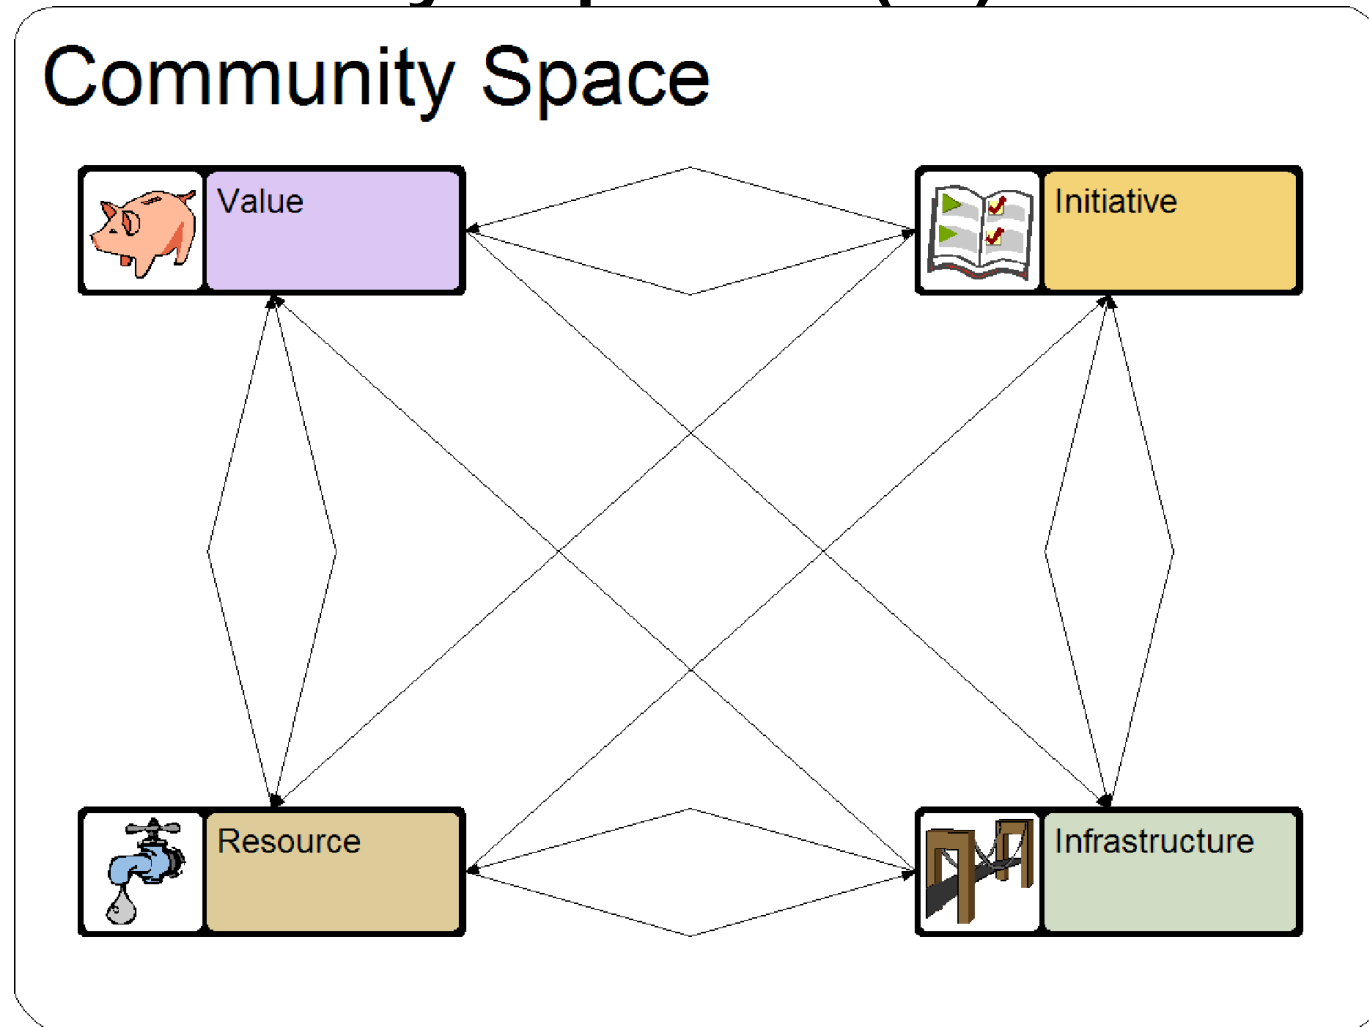 Community Space
Value
Initiative
Resource
Infrastructure